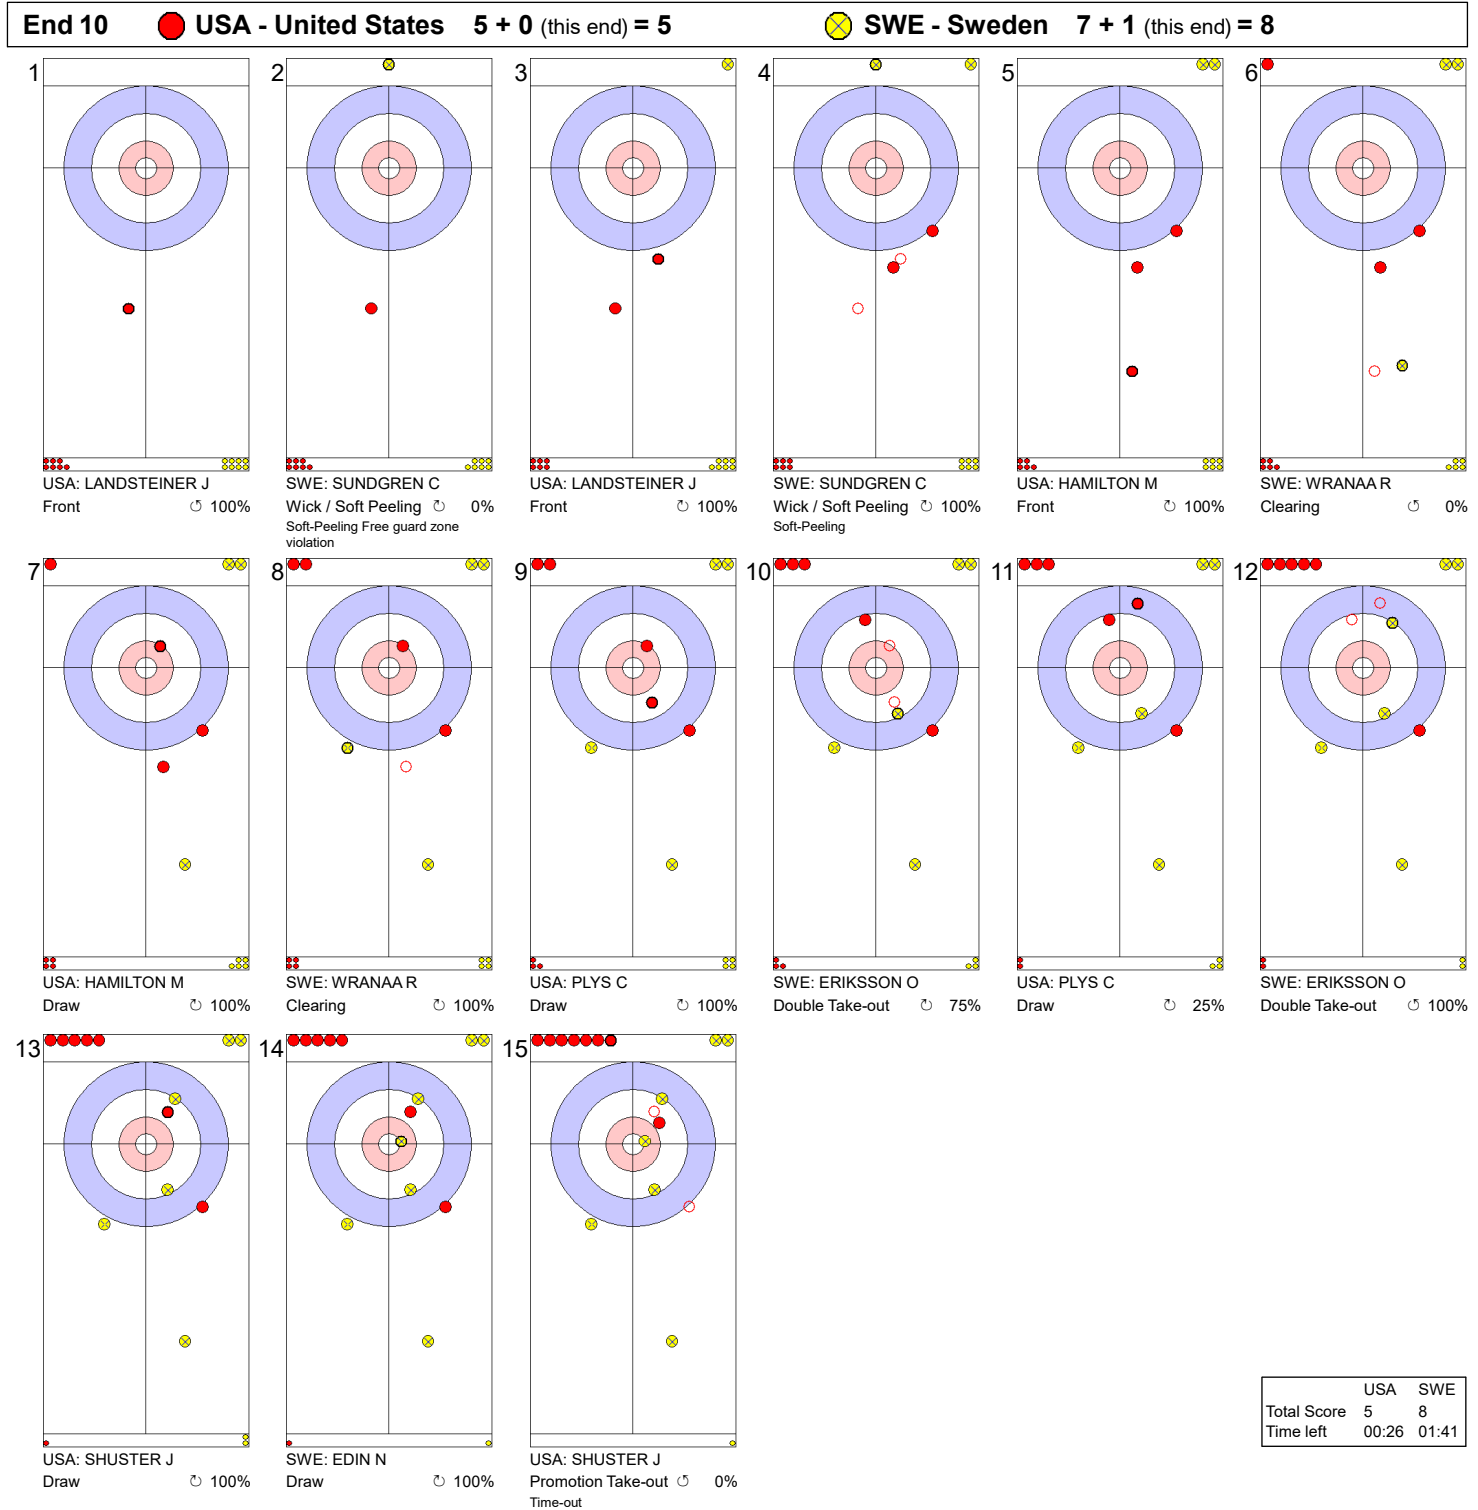 End 10 USA - United States 5 + 0 (this end) = 5 SWE - Sweden 7 + 1 (this end) = 8
1 2 3 4 5 6
USA: LANDSTEINER J SWE: SUNDGREN C USA: LANDSTEINER J SWE: SUNDGREN C USA: HAMILTON M SWE: WRANAA R
Front ↺ 100% Wick / Soft Peeling ↻ 0% Front ↻ 100% Wick / Soft Peeling ↻ 100% Front ↻ 100% Clearing ↺ 0%
Soft-Peeling Free guard zone Soft-Peeling
violation
7 8 9 10 11 12
USA: HAMILTON M SWE: WRANAA R USA: PLYS C SWE: ERIKSSON O USA: PLYS C SWE: ERIKSSON O
Draw ↻ 100% Clearing ↻ 100% Draw ↻ 100% Double Take-out ↻ 75% Draw ↻ 25% Double Take-out ↻ 100%
13 14 15
USA: SHUSTER J SWE: EDIN N USA: SHUSTER J
Draw ↻ 100% Draw ↻ 100% Promotion Take-out ↺ 0%
Time-out
USA SWE
Total Score 5 8
Time left 00:26 01:41